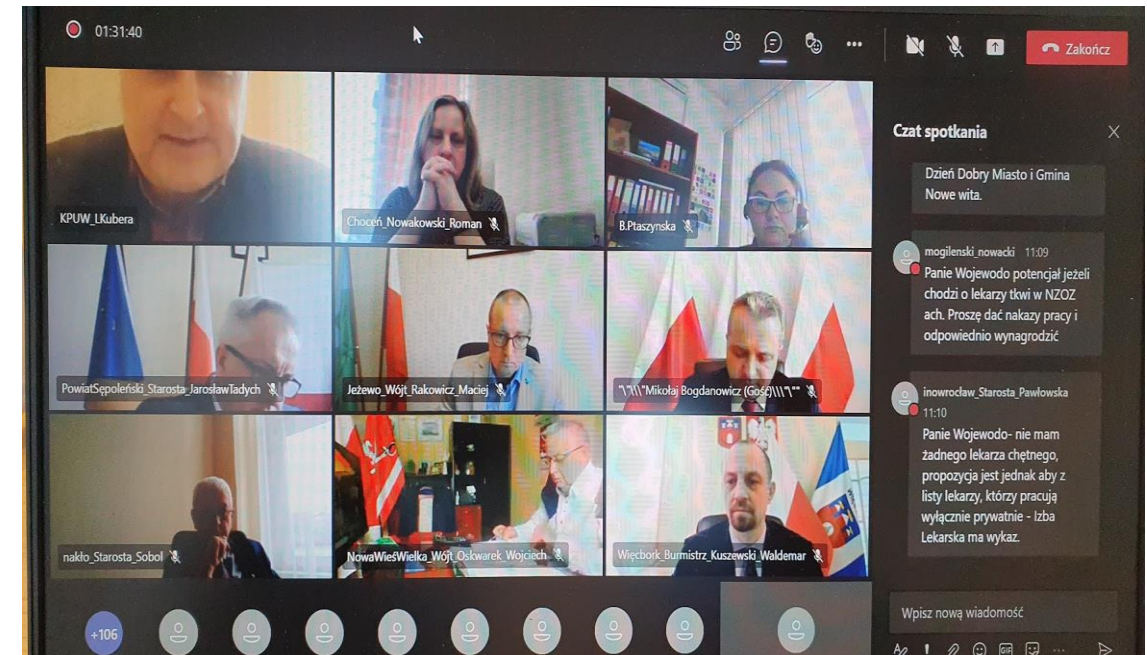 01:31:40
Zakończ
KPUW_LKubera
Choceń_Nowakowski_Roman
B.Ptaszynska
PowiatSępoleński_Starosta_JarosławTadych
Jeżewo_Wójt_Rakowicz_Maciej
"\"\\\"Mikołaj Bogdanowicz (Gość)\\\"\""
nakło_Starosta_Sobol
NowaWieśWielka_Wójt_Oskwarek_Wojciech
Więcbork_Burmistrz_Kuszewski_Waldemar
+106
Czat spotkania
Dzień Dobry Miasto i Gmina
Nowe wita.
mogilenski_nowacki 11:09
Panie Wojewodo potencjał jeżeli
chodzi o lekarzy tkwi w NZOZ
ach. Proszę dać nakazy pracy i
odpowiednio wynagrodzić
inowrocław_Starosta_Pawłowska
11:10
Panie Wojewodo- nie mam
żadnego lekarza chętnego,
propozycja jest jednak aby z
listy lekarzy, którzy pracują
wyłącznie prywatnie - Izba
Lekarska ma wykaz.
Wpisz nową wiadomość
GIF